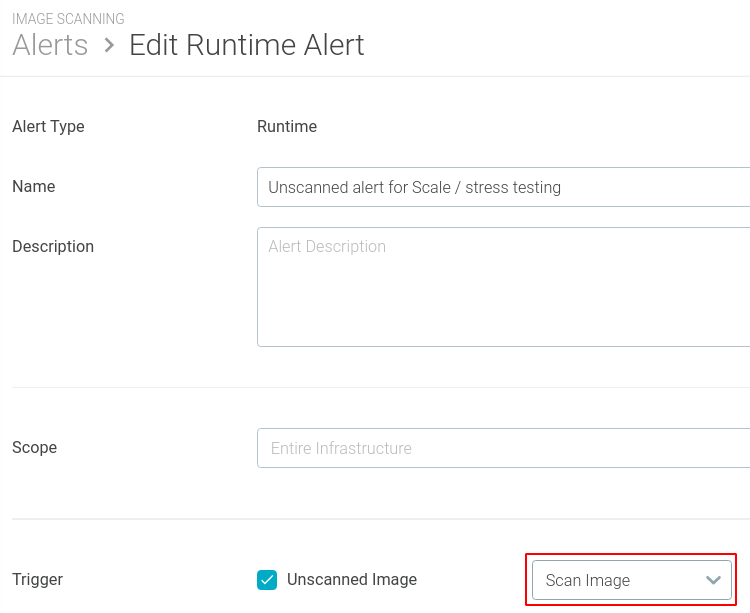 IMAGE SCANNING
Alerts > Edit Runtime Alert
Alert Type Runtime
Name Unscanned alert for Scale / stress testing
Description Alert Description
Scope Entire Infrastructure
Trigger Unscanned Image Scan Image